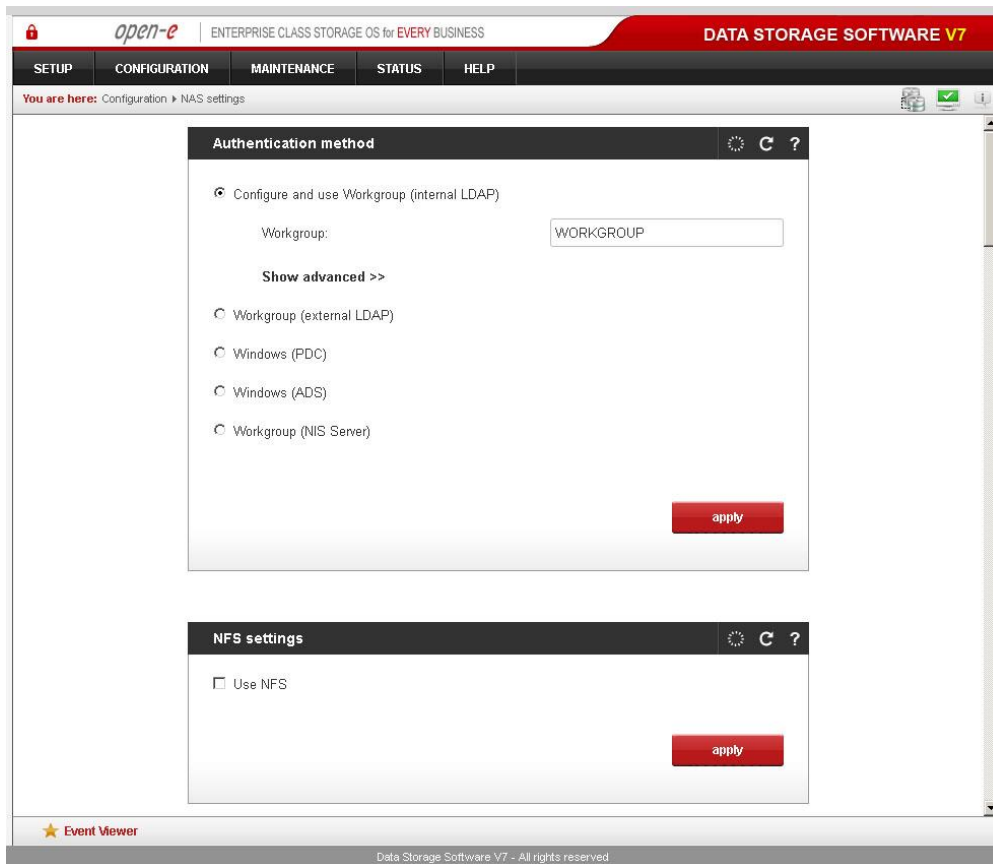 open-e ENTERPRISE CLASS STORAGE OS for EVERY BUSINESS DATA STORAGE SOFTWARE V7
SETUP CONFIGURATION MAINTENANCE STATUS HELP
You are here: Configuration ▸ NAS settings
Authentication method ?
Configure and use Workgroup (internal LDAP)
Workgroup: WORKGROUP
Show advanced >>
Workgroup (external LDAP)
Windows (PDC)
Windows (ADS)
Workgroup (NIS Server)
apply
NFS settings ?
Use NFS
apply
Event Viewer
Data Storage Software V7 - All rights reserved